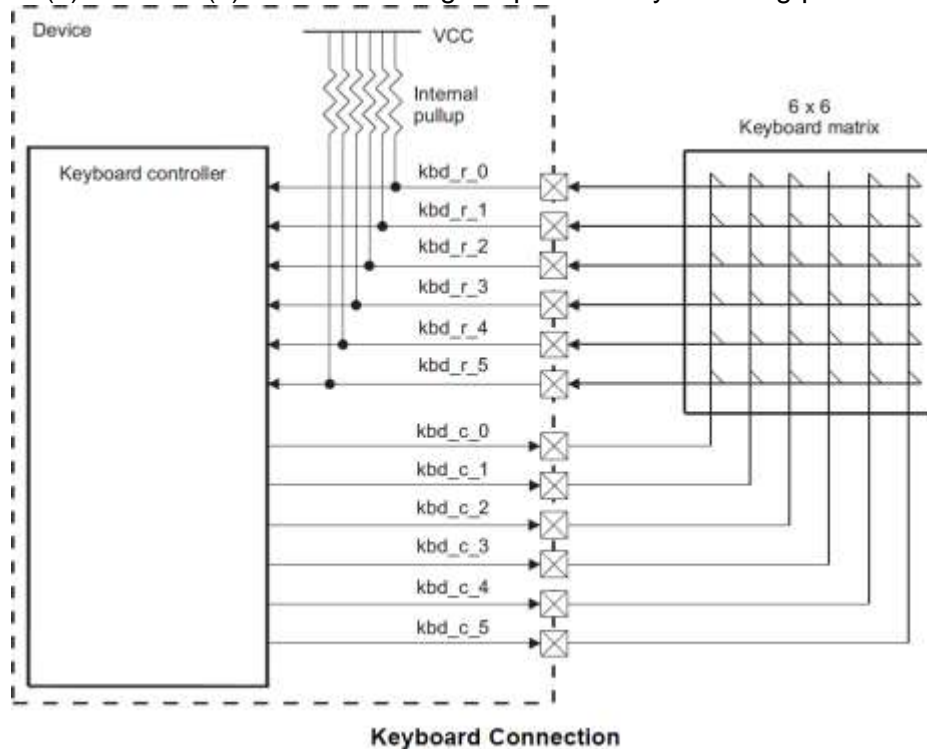 Device
VCC
Internal
pullup
6 x 6
Keyboard matrix
Keyboard controller
kbd_r_0
kbd_r_1
kbd_r_2
kbd_r_3
kbd_r_4
kbd_r_5
kbd_c_0
kbd_c_1
kbd_c_2
kbd_c_3
kbd_c_4
kbd_c_5
Keyboard Connection